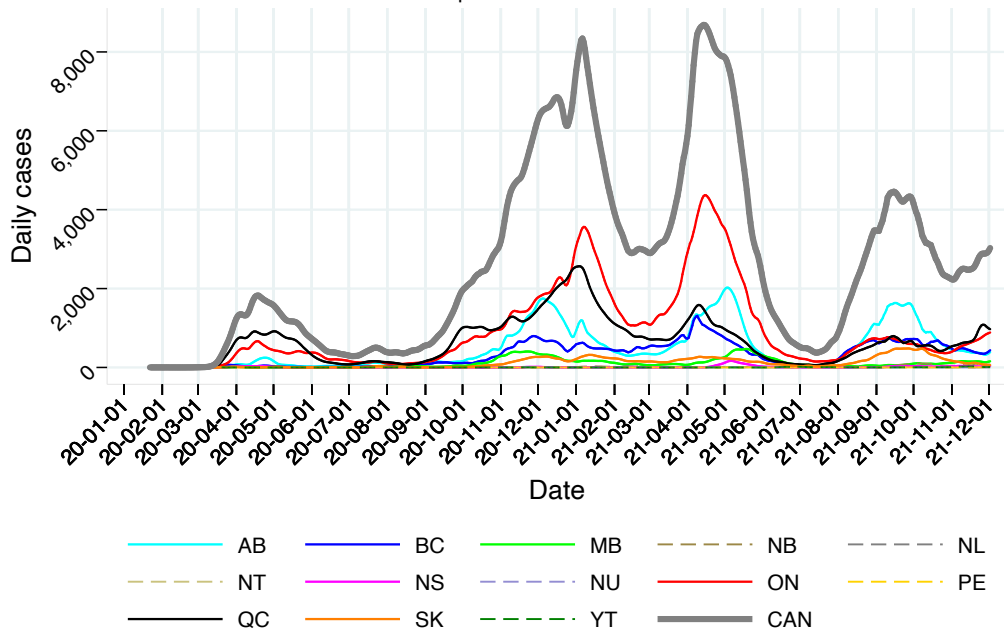 Daily cases
8,000
6,000
4,000
2,000
0
20-01-01 20-02-01 20-03-01 20-04-01 20-05-01 20-06-01 20-07-01 20-08-01 20-09-01 20-10-01 20-11-01 20-12-01 21-01-01 21-02-01 21-03-01 21-04-01 21-05-01 21-06-01 21-07-01 21-08-01 21-09-01 21-10-01 21-11-01 21-12-01
Date
AB BC MB NB NL
NT NS NU ON PE
QC SK YT CAN